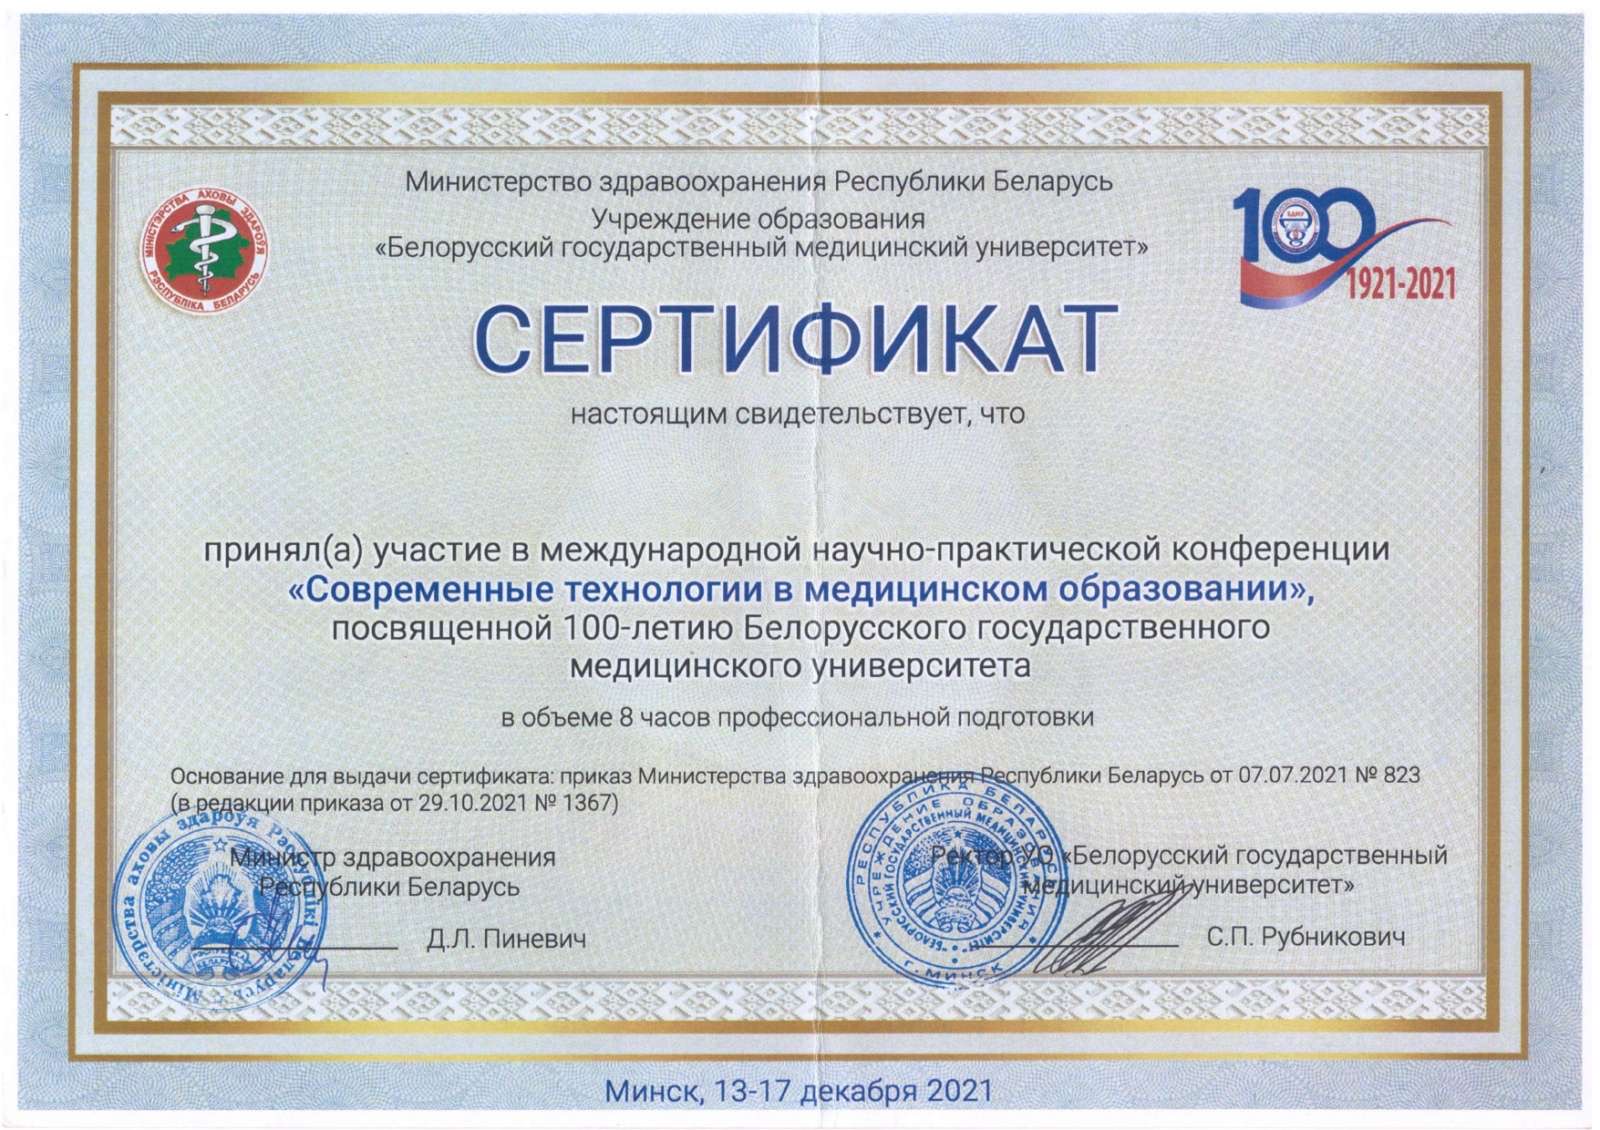 Министерство здравоохранения Республики Беларусь
Учреждение образования
«Белорусский государственный медицинский университет»
МІНІСТЭРСТВА АХОВЫ ЗДАРОЎЯ
РЭСПУБЛІКА БЕЛАРУСЬ
100
БДМУ
1921-2021
СЕРТИФИКАТ
настоящим свидетельствует, что
принял(а) участие в международной научно-практической конференции
«Современные технологии в медицинском образовании»,
посвященной 100-летию Белорусского государственного
медицинского университета
в объеме 8 часов профессиональной подготовки
Основание для выдачи сертификата: приказ Министерства здравоохранения Республики Беларусь от 07.07.2021 № 823
(в редакции приказа от 29.10.2021 № 1367)
Министр здравоохранения
Республики Беларусь
Д.Л. Пиневич
Міністэрства аховы здароўя Рэспублікі Беларусь
Ректор УО «Белорусский государственный
медицинский университет»
С.П. Рубникович
РЕСПУБЛИКА БЕЛАРУСЬ
УЧРЕЖДЕНИЕ ОБРАЗОВАНИЯ
"БЕЛОРУССКИЙ ГОСУДАРСТВЕННЫЙ МЕДИЦИНСКИЙ УНИВЕРСИТЕТ"
Г. МИНСК
Минск, 13-17 декабря 2021